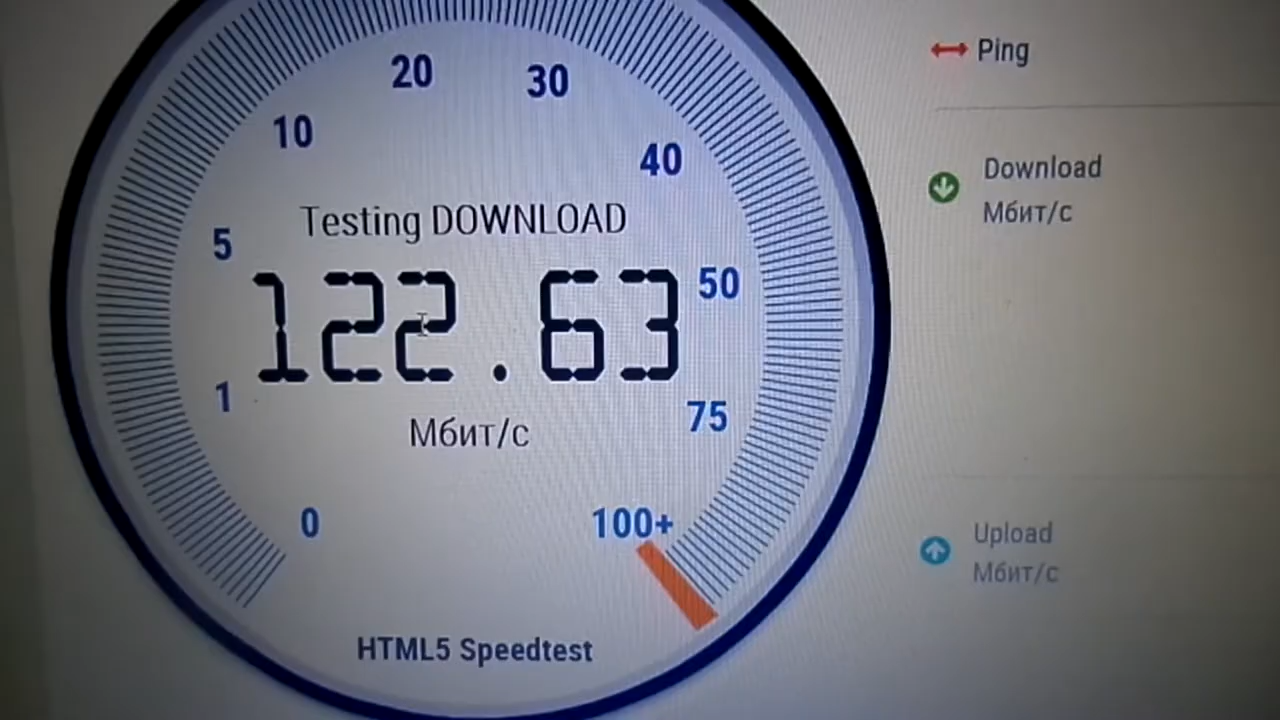 20
30
10
40
Testing DOWNLOAD
5
122.63
50
1
75
Мбит/с
0
100+
HTML5 Speedtest
Ping
Download
Мбит/с
Upload
Мбит/с